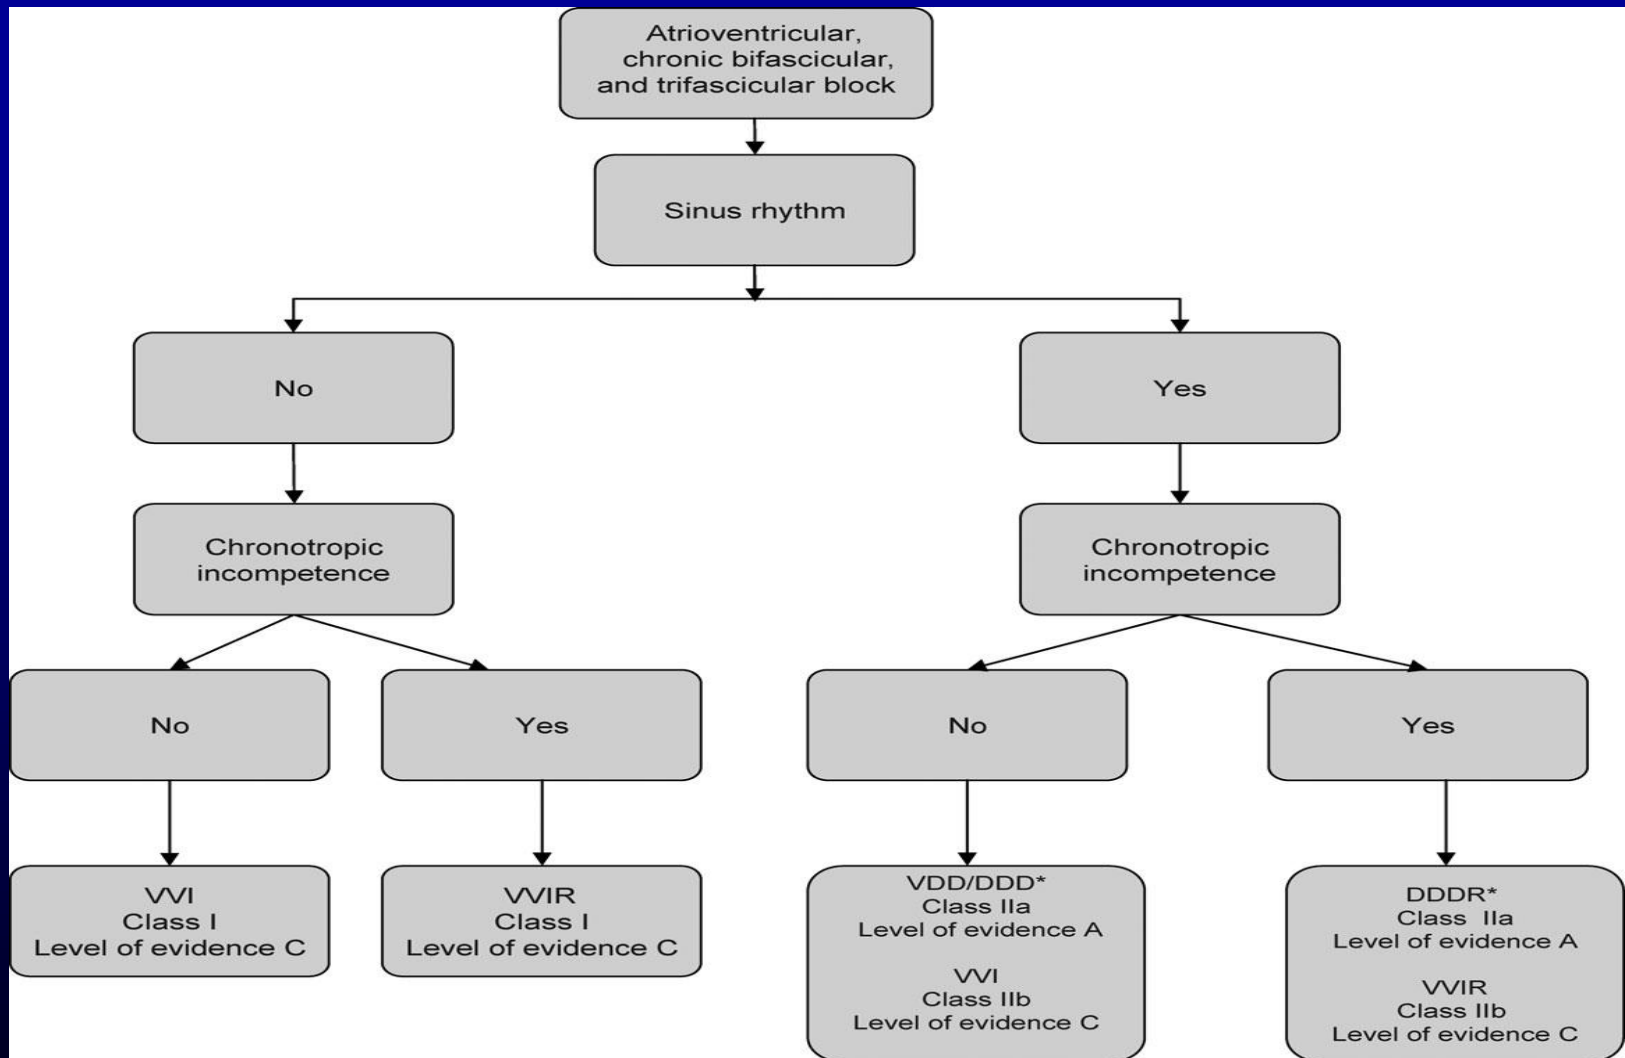 Atrioventricular,
chronic bifascicular,
and trifascicular block
Sinus rhythm
No
Yes
Chronotropic
incompetence
Chronotropic
incompetence
No
Yes
No
Yes
VVI
Class I
Level of evidence C
VVIR
Class I
Level of evidence C
VDD/DDD*
Class IIa
Level of evidence A
VVI
Class IIb
Level of evidence C
DDDR*
Class IIa
Level of evidence A
VVIR
Class IIb
Level of evidence C